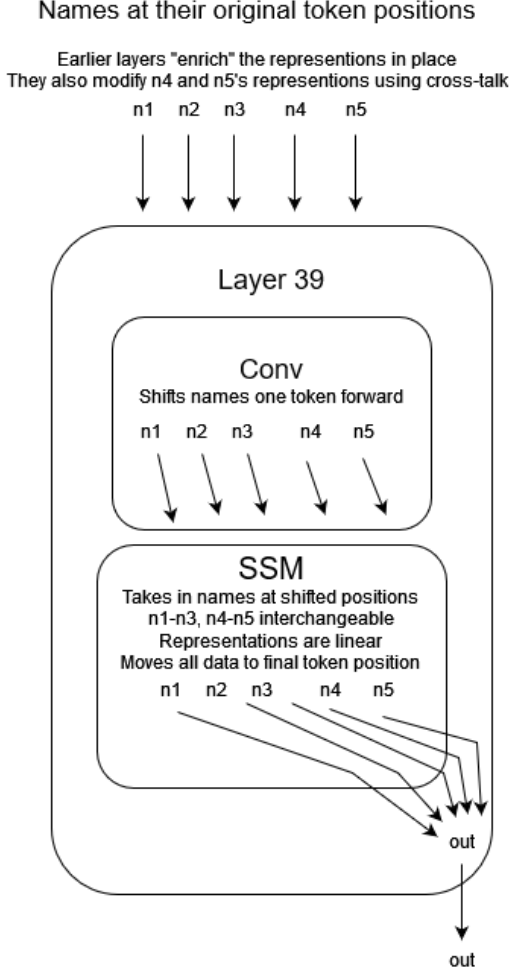 Names at their original token positions
Earlier layers "enrich" the representions in place
They also modify n4 and n5's representions using cross-talk
n1 n2 n3 n4 n5
Layer 39
Conv
Shifts names one token forward
n1 n2 n3 n4 n5
SSM
Takes in names at shifted positions
n1-n3, n4-n5 interchangeable
Representations are linear
Moves all data to final token position
n1 n2 n3 n4 n5
out
out